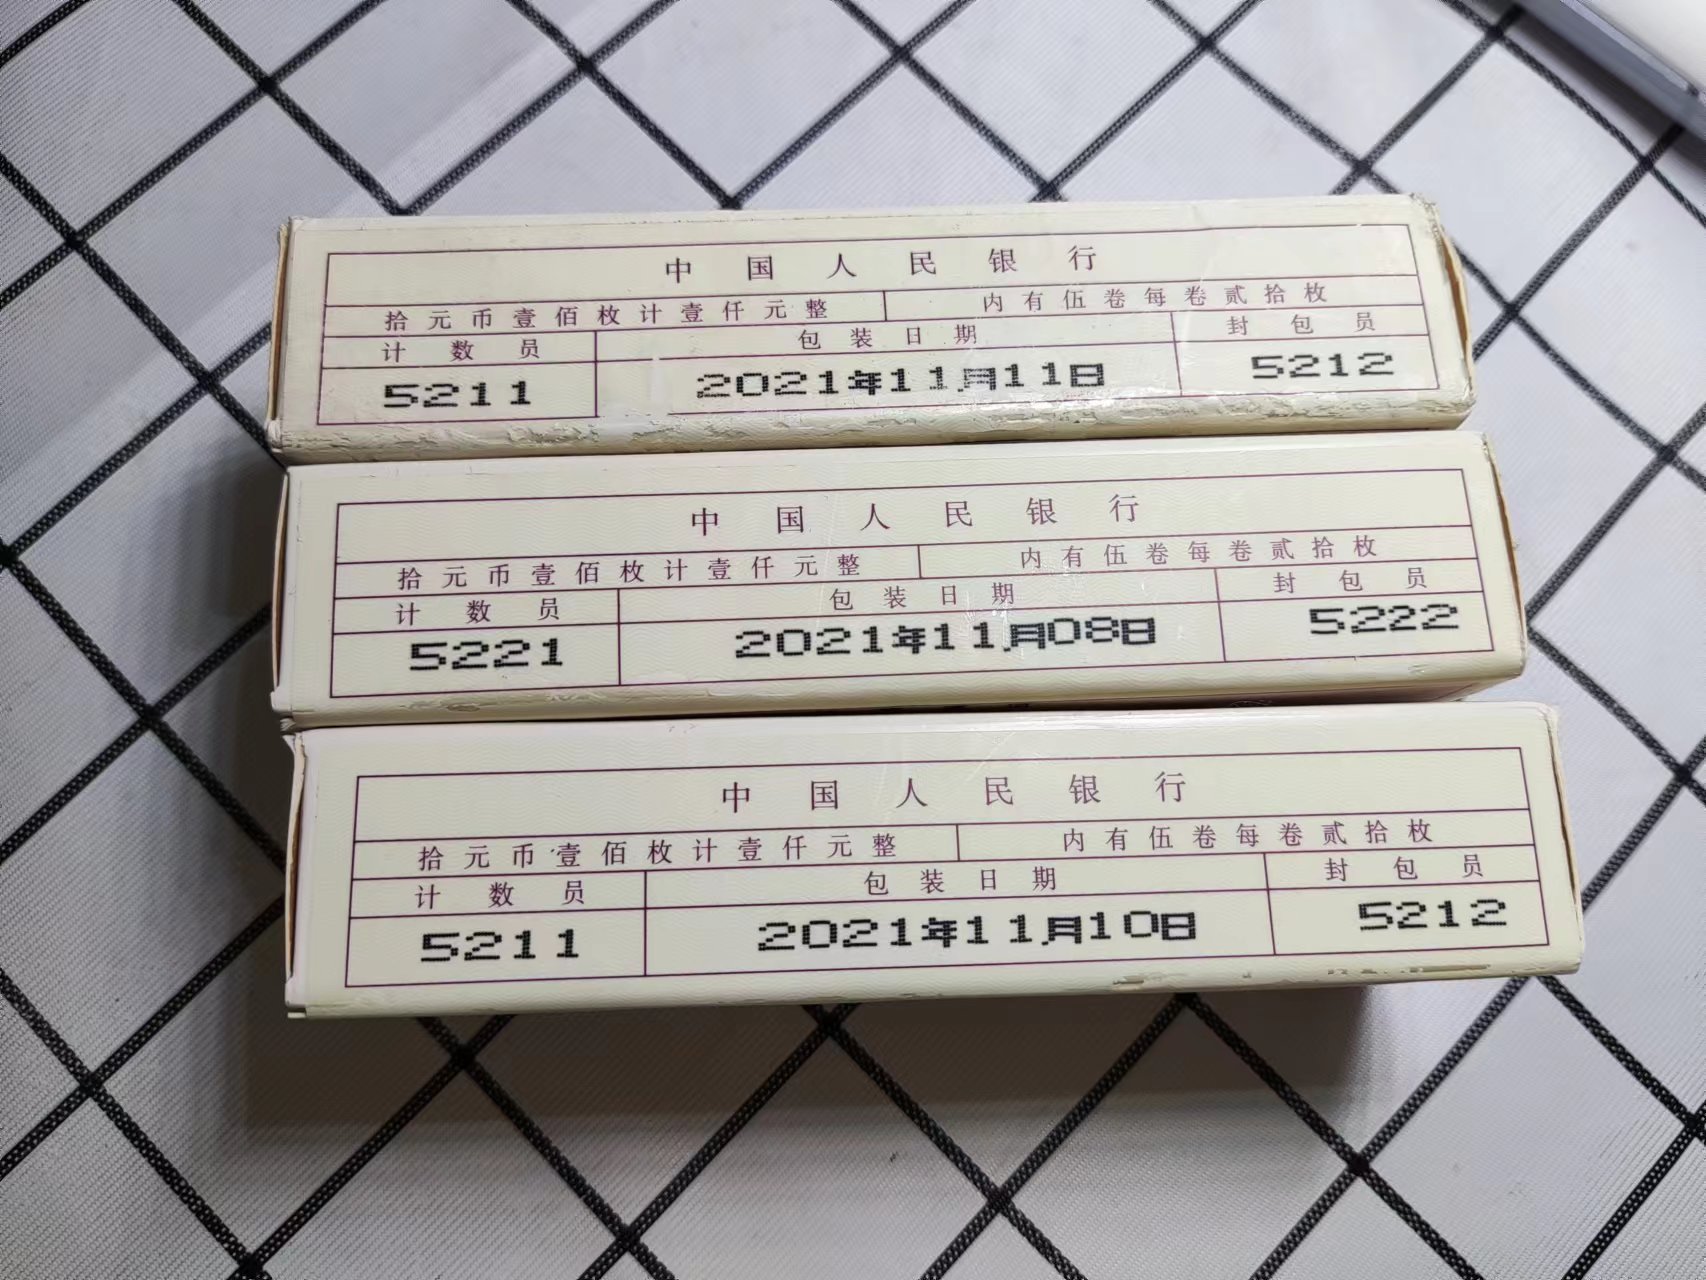 中国人民银行
拾元币壹佰枚计壹仟元整 内有伍卷每卷贰拾枚
计数员 包装日期 封包员
5211 2021年11月11日 5212
中国人民银行
拾元币壹佰枚计壹仟元整 内有伍卷每卷贰拾枚
计数员 包装日期 封包员
5221 2021年11月08日 5222
中国人民银行
拾元币壹佰枚计壹仟元整 内有伍卷每卷贰拾枚
计数员 包装日期 封包员
5211 2021年11月10日 5212